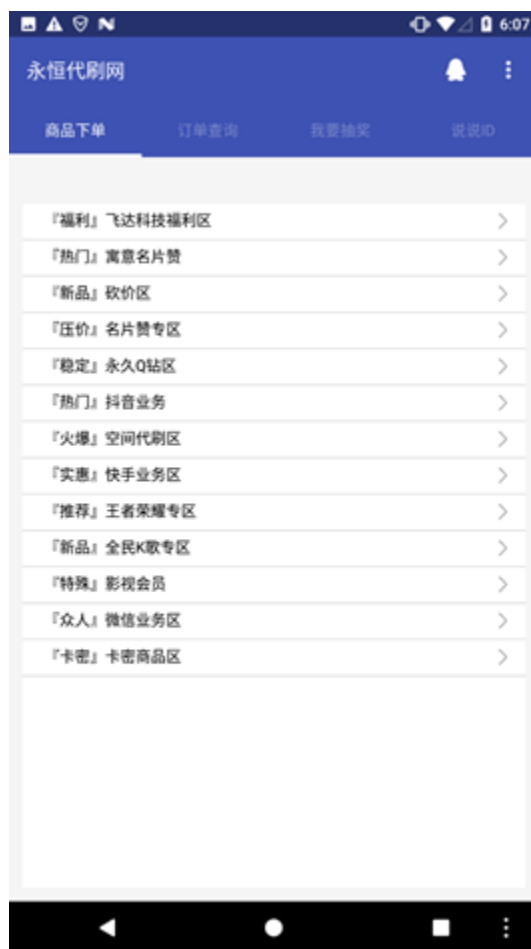 6:07
永恒代刷网
商品下单 订单查询 我要抽奖 说说ID
『福利』飞达科技福利区
『热门』寓意名片赞
『新品』砍价区
『压价』名片赞专区
『稳定』永久Q钻区
『热门』抖音业务
『火爆』空间代刷区
『实惠』快手业务区
『推荐』王者荣耀专区
『新品』全民K歌专区
『特殊』影视会员
『众人』微信业务区
『卡密』卡密商品区